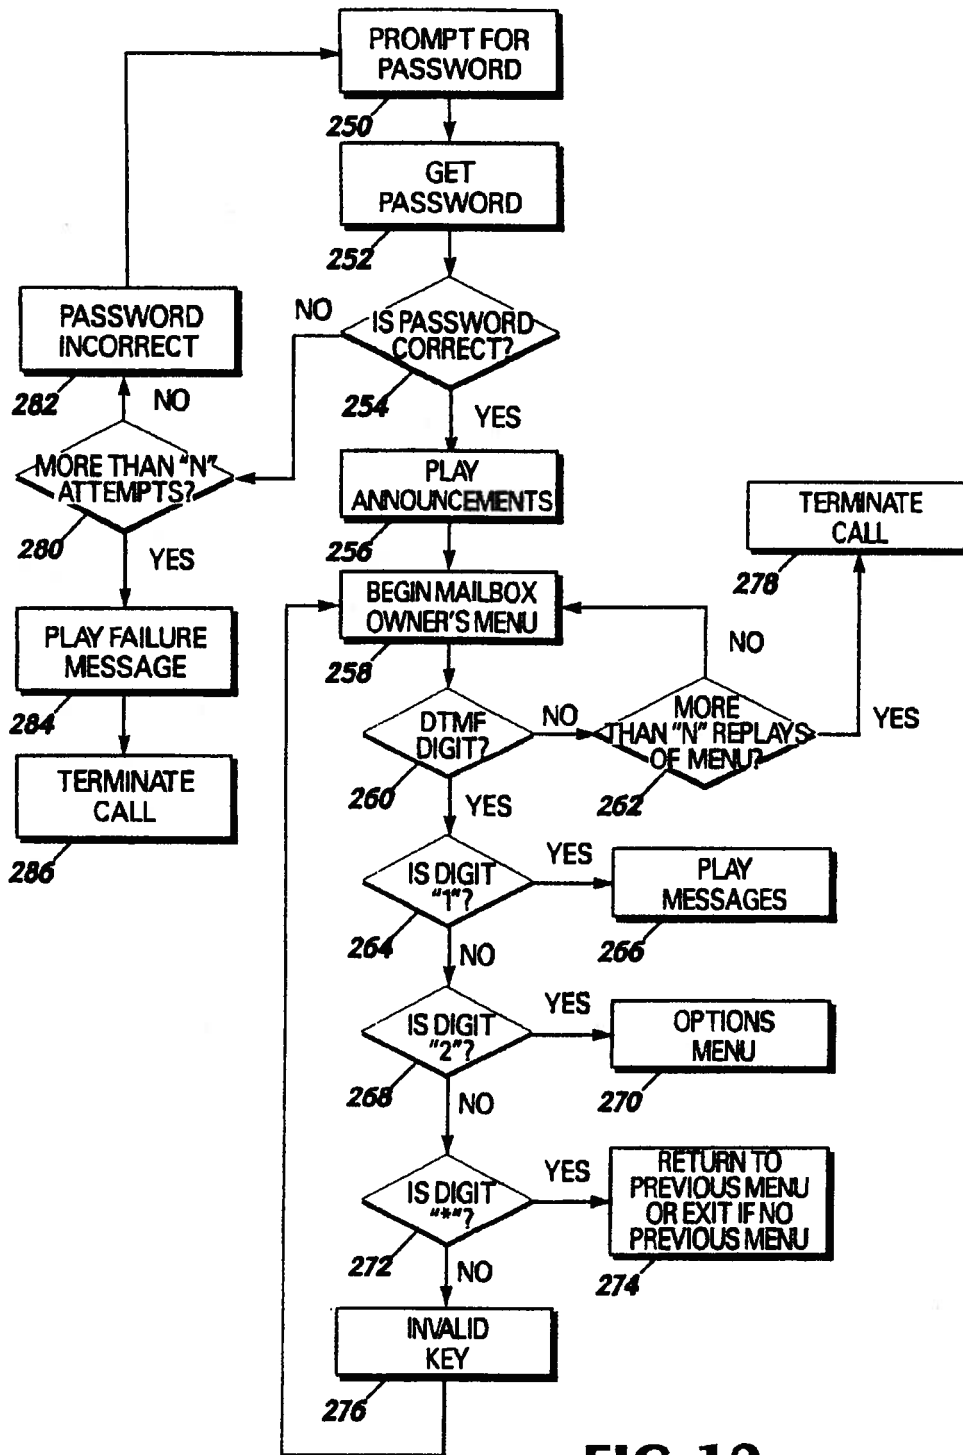 PROMPT FOR
PASSWORD
250
GET
PASSWORD
252
IS PASSWORD
CORRECT?
254
NO
YES
PASSWORD
INCORRECT
282
NO
MORE THAN "N"
ATTEMPTS?
280
YES
PLAY FAILURE
MESSAGE
284
TERMINATE
CALL
286
PLAY
ANNOUNCEMENTS
256
BEGIN MAILBOX
OWNER'S MENU
258
DTMF
DIGIT?
260
NO
YES
MORE
THAN "N" REPLAYS
OF MENU?
262
NO
YES
TERMINATE
CALL
278
IS DIGIT
"1"?
264
YES
NO
PLAY
MESSAGES
266
IS DIGIT
"2"?
268
YES
NO
OPTIONS
MENU
270
IS DIGIT
"*"?
272
YES
NO
RETURN TO
PREVIOUS MENU
OR EXIT IF NO
PREVIOUS MENU
274
INVALID
KEY
276